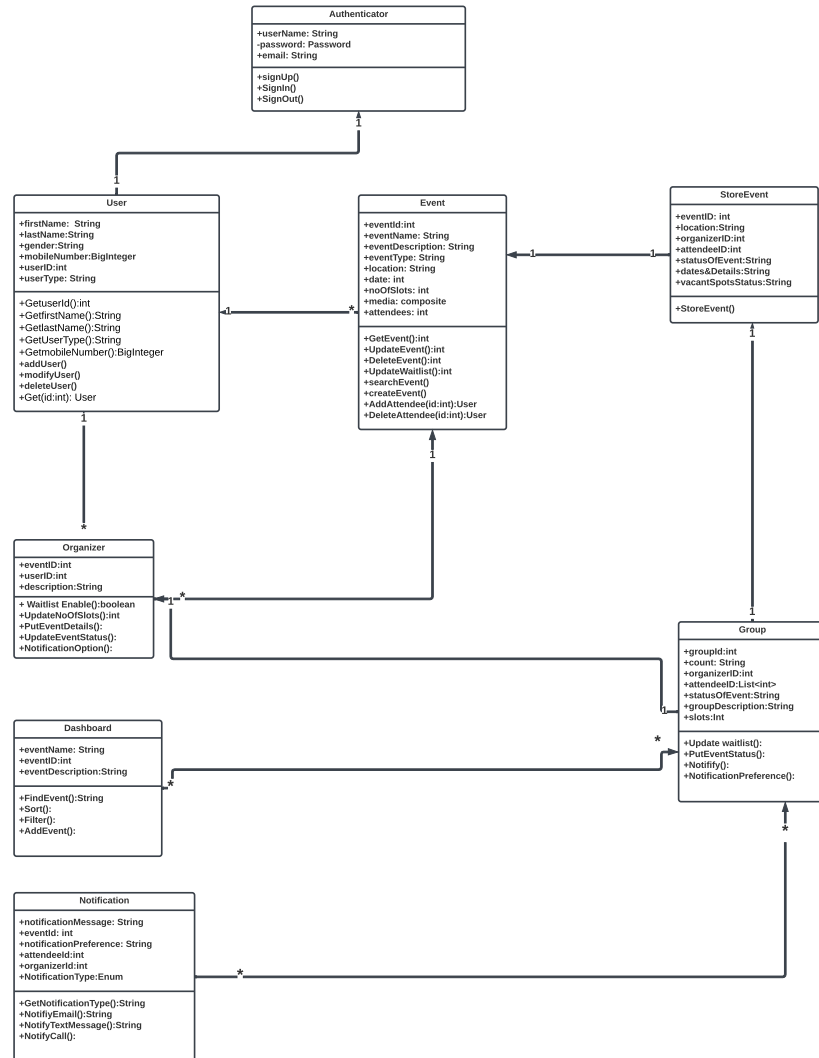 Authenticator
+userName: String
-password: Password
+email: String
+signUp()
+SignIn()
+SignOut()
1
1
User
+firstName:  String
+lastName:String
+gender:String
+mobileNumber:BigInteger
+userID:int
+userType: String
+GetuserId():int
+GetfirstName():String
+GetlastName():String
+GetUserType():String
+GetmobileNumber():BigInteger
+addUser()
+modifyUser()
+deleteUser()
+Get(id:int): User
1
*
1
*
Event
+eventId:int
+eventName: String
+eventDescription: String
+eventType: String
+location: String
+date: int
+noOfSlots: int
+media: composite
+attendees: int
+GetEvent():int
+UpdateEvent():int
+DeleteEvent():int
+UpdateWaitlist():int
+searchEvent()
+createEvent()
+AddAttendee(id:int):User
+DeleteAttendee(id:int):User
1
1
1
StoreEvent
+eventID: int
+location:String
+organizerID:int
+attendeeID:int
+statusOfEvent:String
+dates&Details:String
+vacantSpotsStatus:String
+StoreEvent()
1
1
Organizer
+eventID:int
+userID:int
+description:String
+ Waitlist Enable():boolean
+UpdateNoOfSlots():int
+PutEventDetails():
+UpdateEventStatus():
+NotificationOption():
*
1
1
Group
+groupId:int
+count: String
+organizerID:int
+attendeeID:List<int>
+statusOfEvent:String
+groupDescription:String
+slots:Int
+Update waitlist():
+PutEventStatus():
+Notifify():
+NotificationPreference():
*
*
Dashboard
+eventName: String
+eventID:int
+eventDescription:String
+FindEvent():String
+Sort():
+Filter():
+AddEvent():
*
Notification
+notificationMessage: String
+eventId: int
+notificationPreference: String
+attendeeId:int
+organizerId:int
+NotificationType:Enum
+GetNotificationType():String
+NotifiyEmail():String
+NotifyTextMessage():String
+NotifyCall():
*